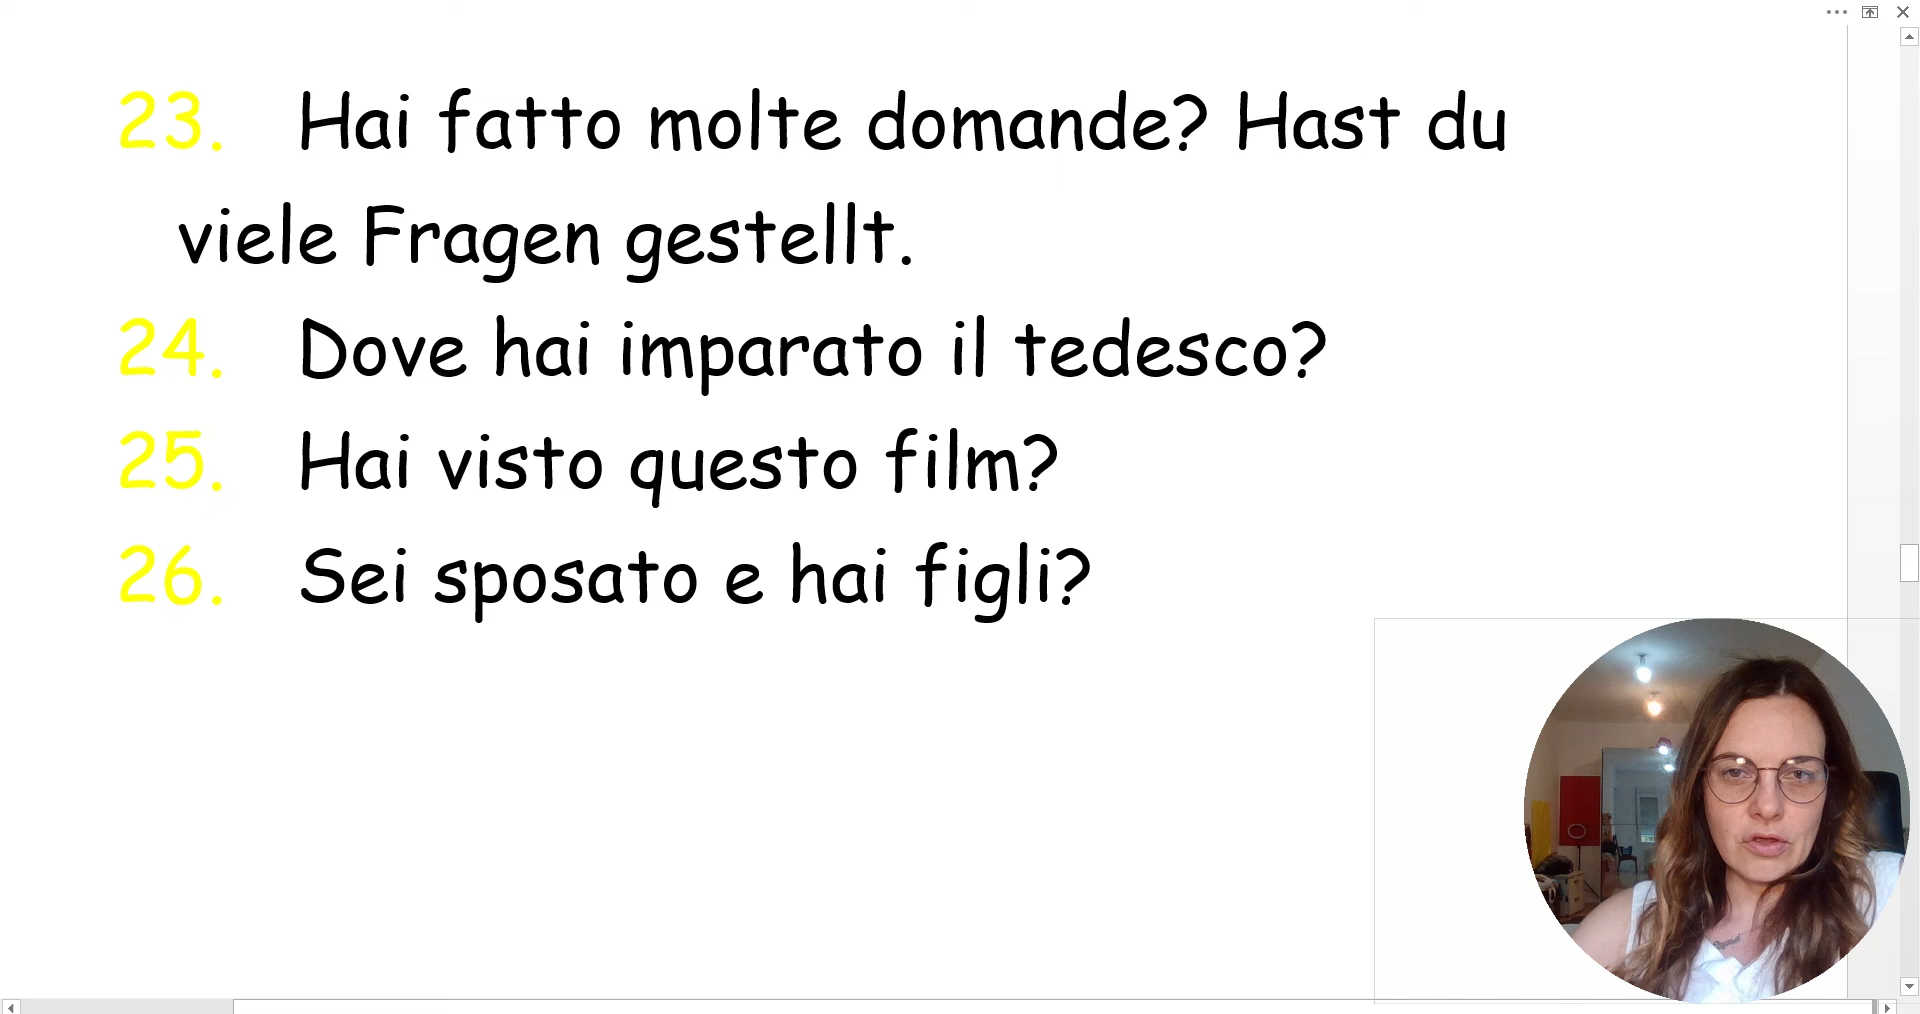 23. Hai fatto molte domande? Hast du
viele Fragen gestellt.
24. Dove hai imparato il tedesco?
25. Hai visto questo film?
26. Sei sposato e hai figli?